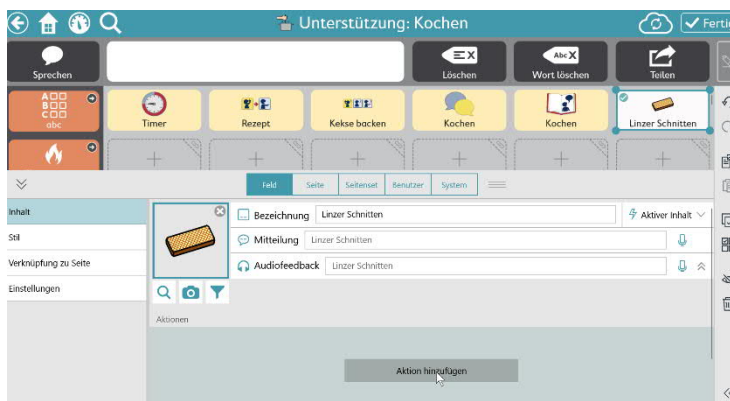 Unterstützung: Kochen
Sprechen
Löschen
Abc X
Wort löschen
Teilen
A B C
abc
Timer
Rezept
Kekse backen
Kochen
Kochen
Linzer Schnitten
Feld
Seite
Seitenset
Benutzer
System
Inhalt
Stil
Verknüpfung zu Seite
Einstellungen
Bezeichnung
Linzer Schnitten
Aktiver Inhalt
Mitteilung
Linzer Schnitten
Audiofeedback
Linzer Schnitten
Aktionen
Aktion hinzufügen